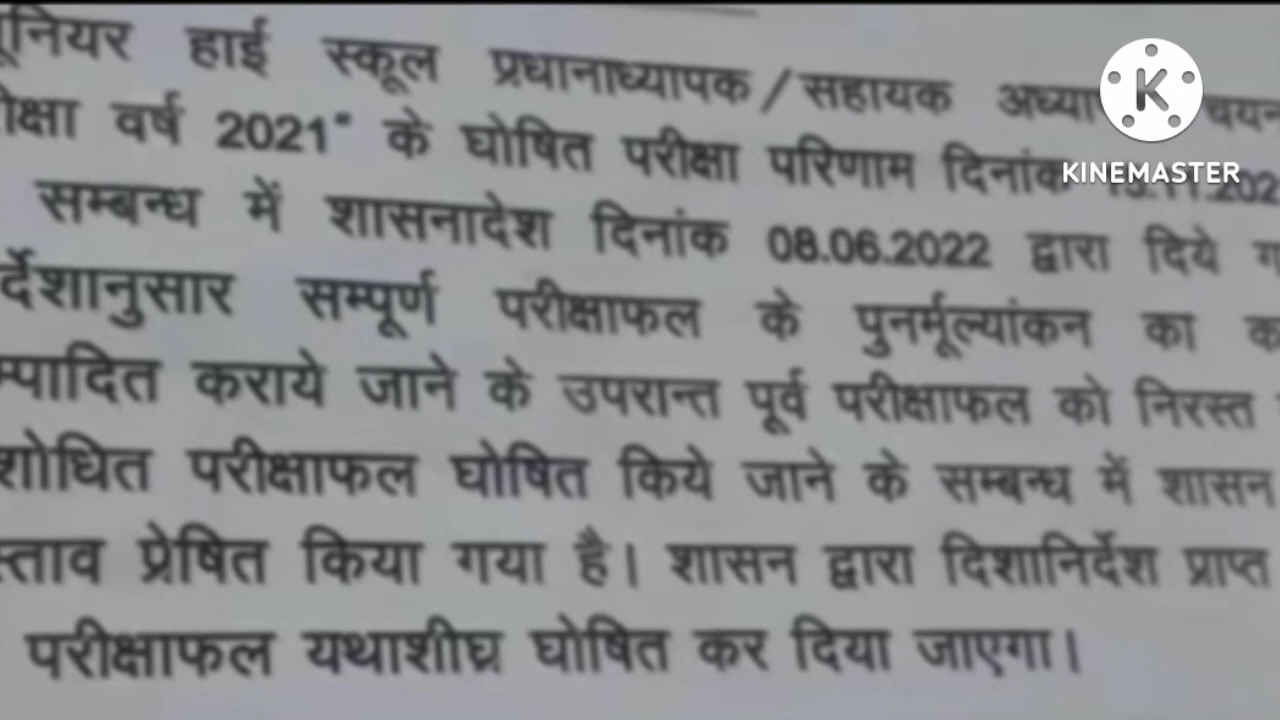 हाई स्कूल प्रधानाध्यापक/सहायक
वर्ष 2021" के घोषित परीक्षा परिणाम दिनांक
सम्बन्ध में शासनादेश दिनांक 08.06.2022 द्वारा दिये
र्देशानुसार सम्पूर्ण परीक्षाफल के पुनर्मूल्यांकन का
म्पादित कराये जाने के उपरान्त पूर्व परीक्षाफल को निरस्त
शोधित परीक्षाफल घोषित किये जाने के सम्बन्ध में शासन
स्ताव प्रेषित किया गया है। शासन द्वारा दिशानिर्देश प्राप्त
परीक्षाफल यथाशीघ्र घोषित कर दिया जाएगा।
K
KINEMASTER